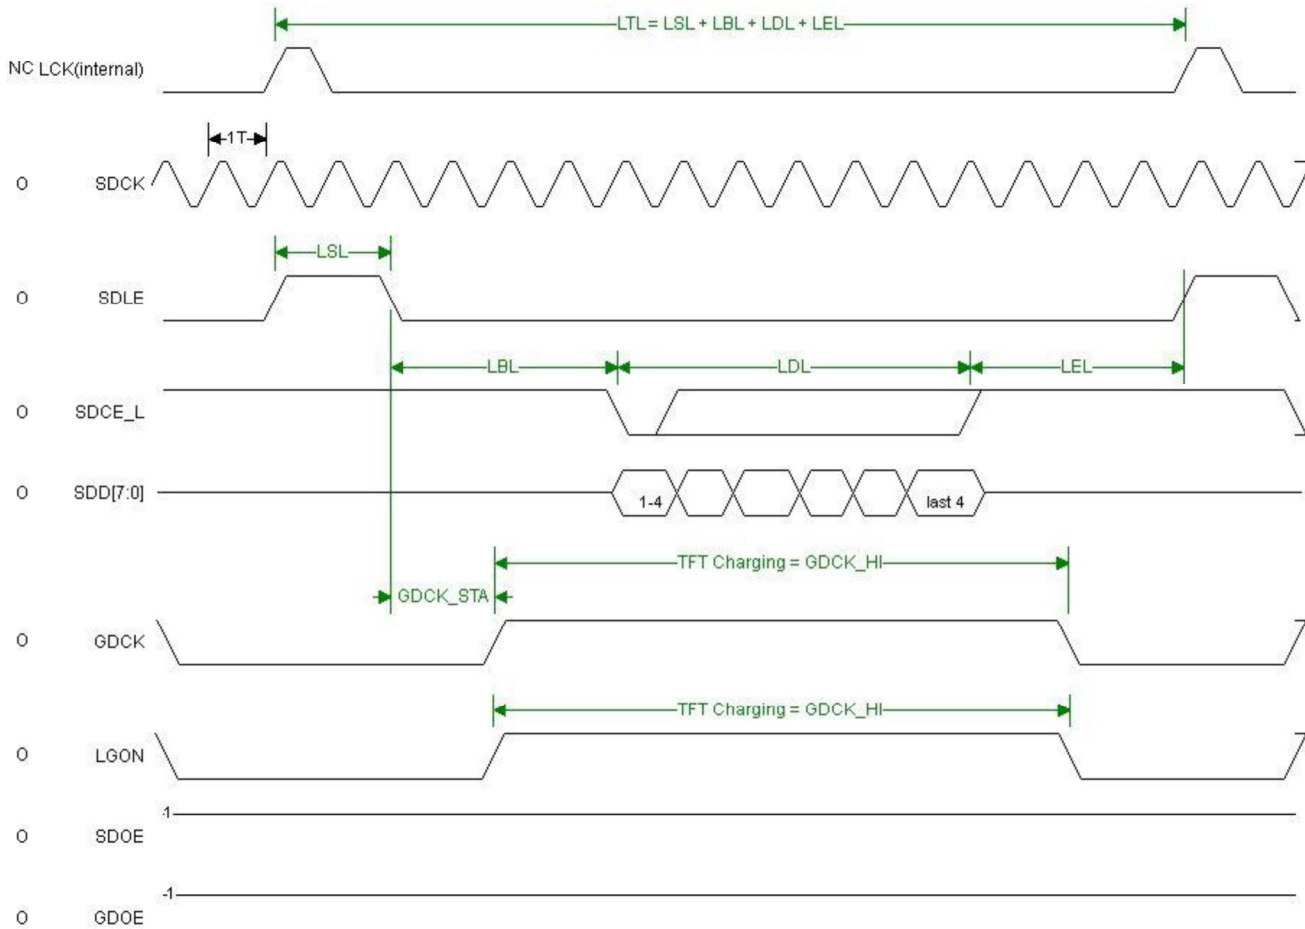 LTL = LSL + LBL + LDL + LEL
NC LCK(internal)
1T
O SDCK
LSL
O SDLE
LBL LDL LEL
O SDCE_L
O SDD[7:0] 1-4 last 4
TFT Charging = GDCK_HI
GDCK_STA
O GDCK
TFT Charging = GDCK_HI
O LGON
-1
O SDOE
-1
O GDOE